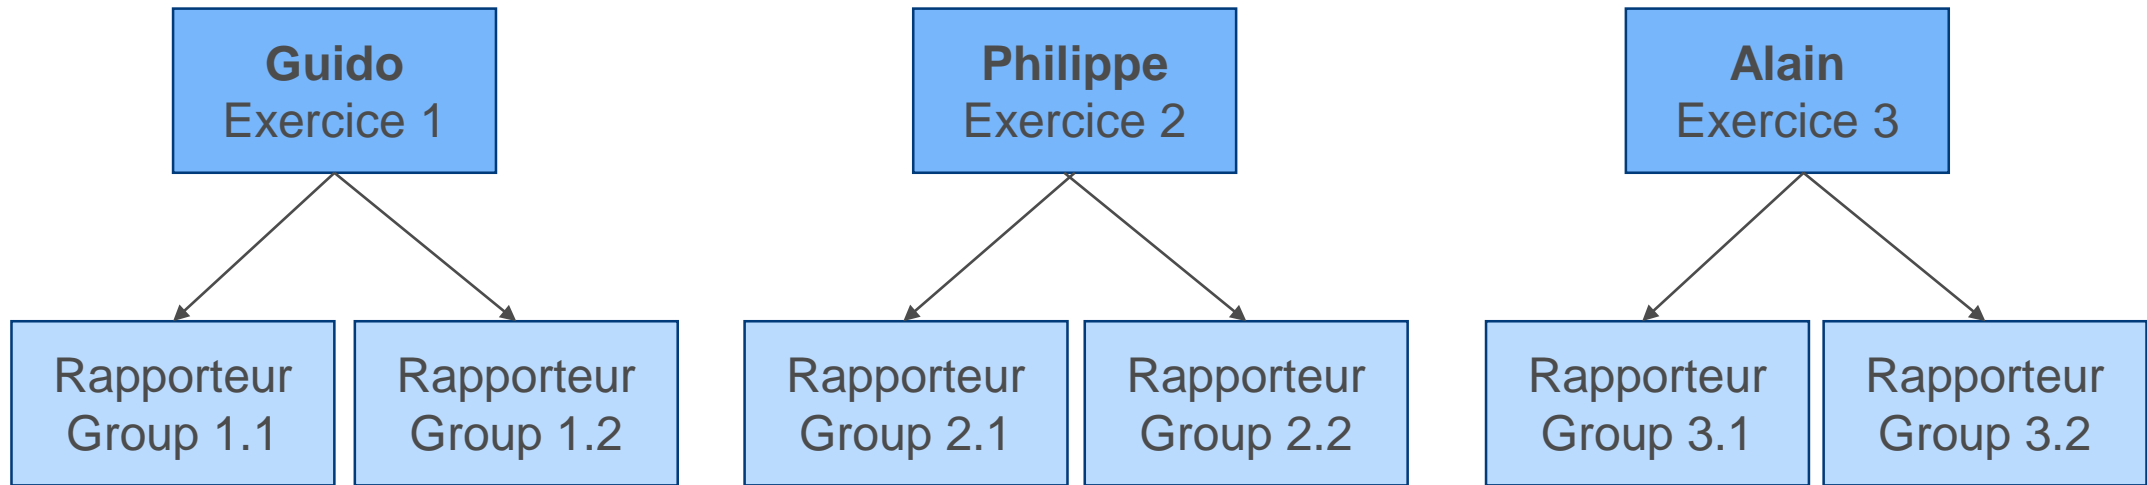 Guido
Exercice 1
Philippe
Exercice 2
Alain
Exercice 3
Rapporteur
Group 1.1
Rapporteur
Group 1.2
Rapporteur
Group 2.1
Rapporteur
Group 2.2
Rapporteur
Group 3.1
Rapporteur
Group 3.2